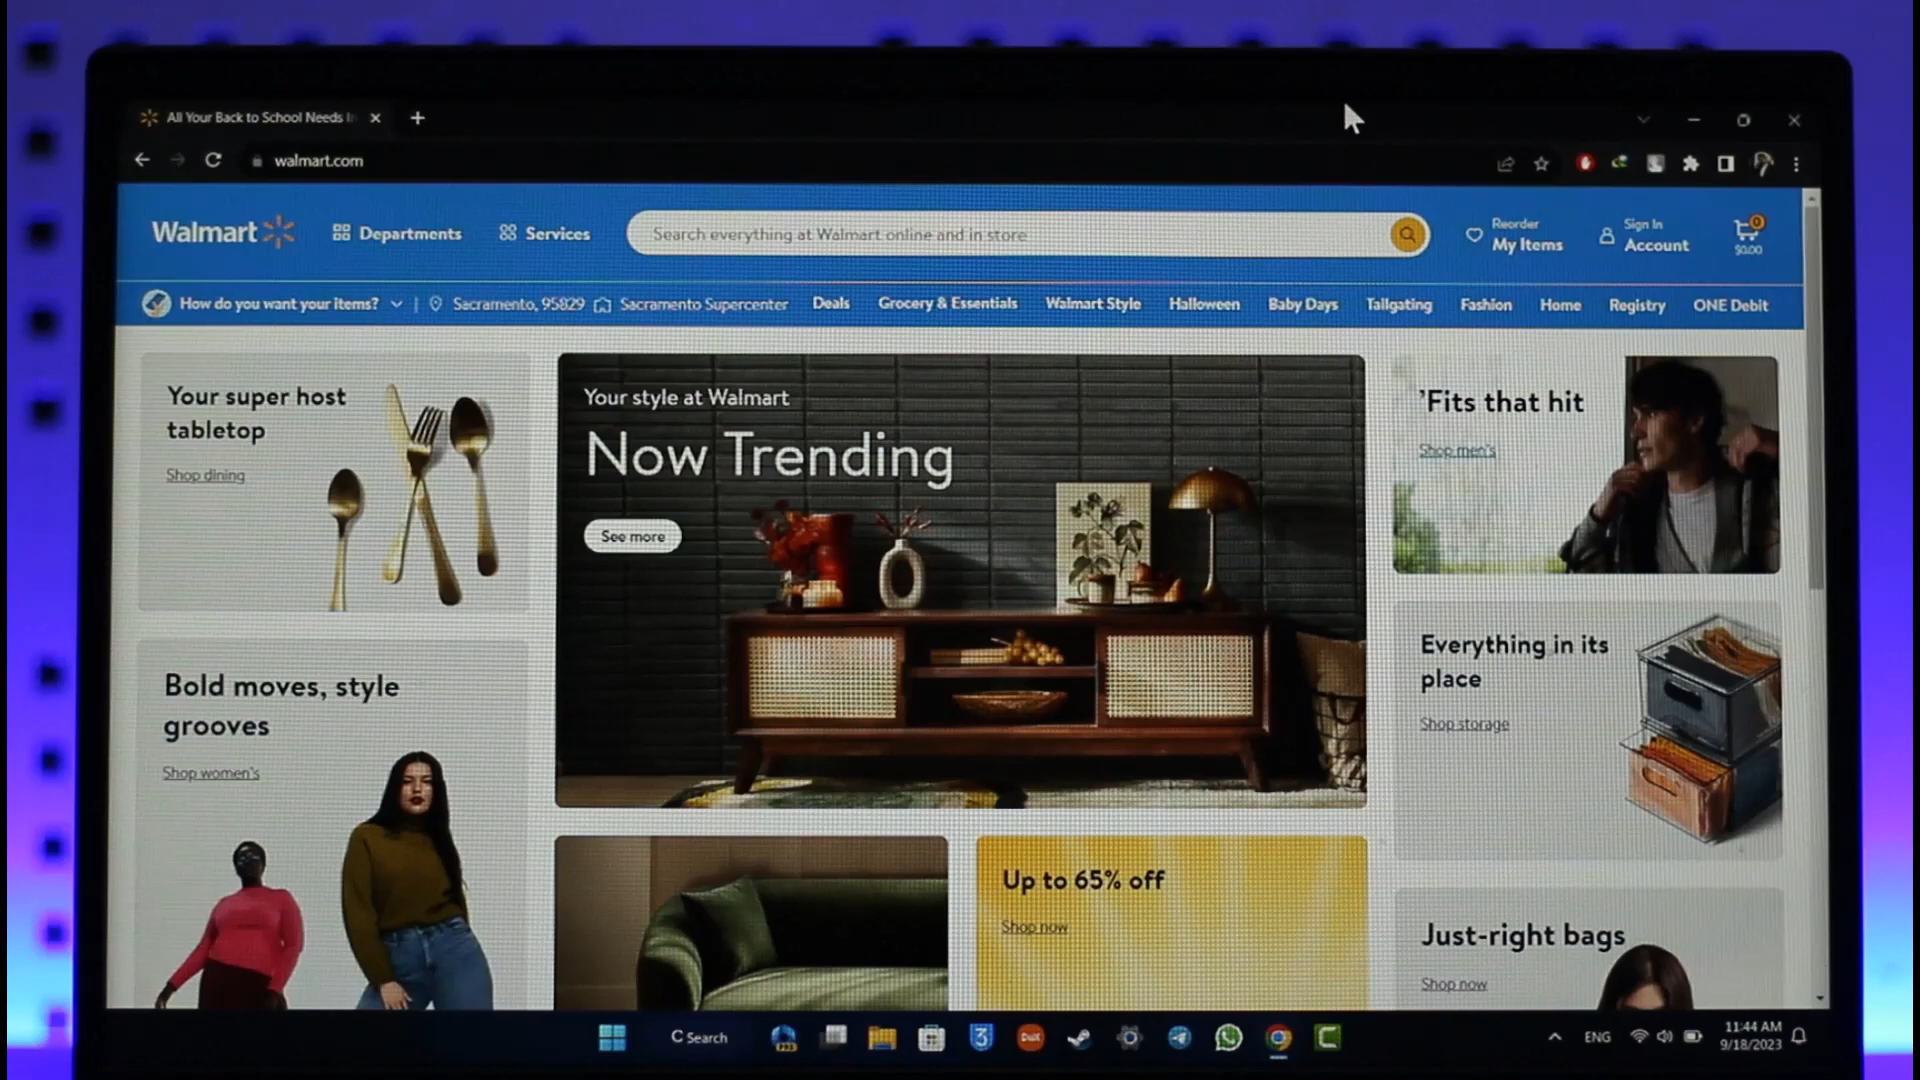 All Your Back to School Needs In
walmart.com
Walmart
Departments
Services
Search everything at Walmart online and in store
Reorder
My Items
Sign In
Account
0
$0.00
How do you want your items?
Sacramento, 95829
Sacramento Supercenter
Deals
Grocery & Essentials
Walmart Style
Halloween
Baby Days
Tailgating
Fashion
Home
Registry
ONE Debit
Your super host
tabletop
Shop dining
Your style at Walmart
Now Trending
See more
'Fits that hit
Shop men's
Bold moves, style
grooves
Shop women's
Everything in its
place
Shop storage
Up to 65% off
Shop now
Just-right bags
Shop now
Search
ENG
11:44 AM
9/18/2023